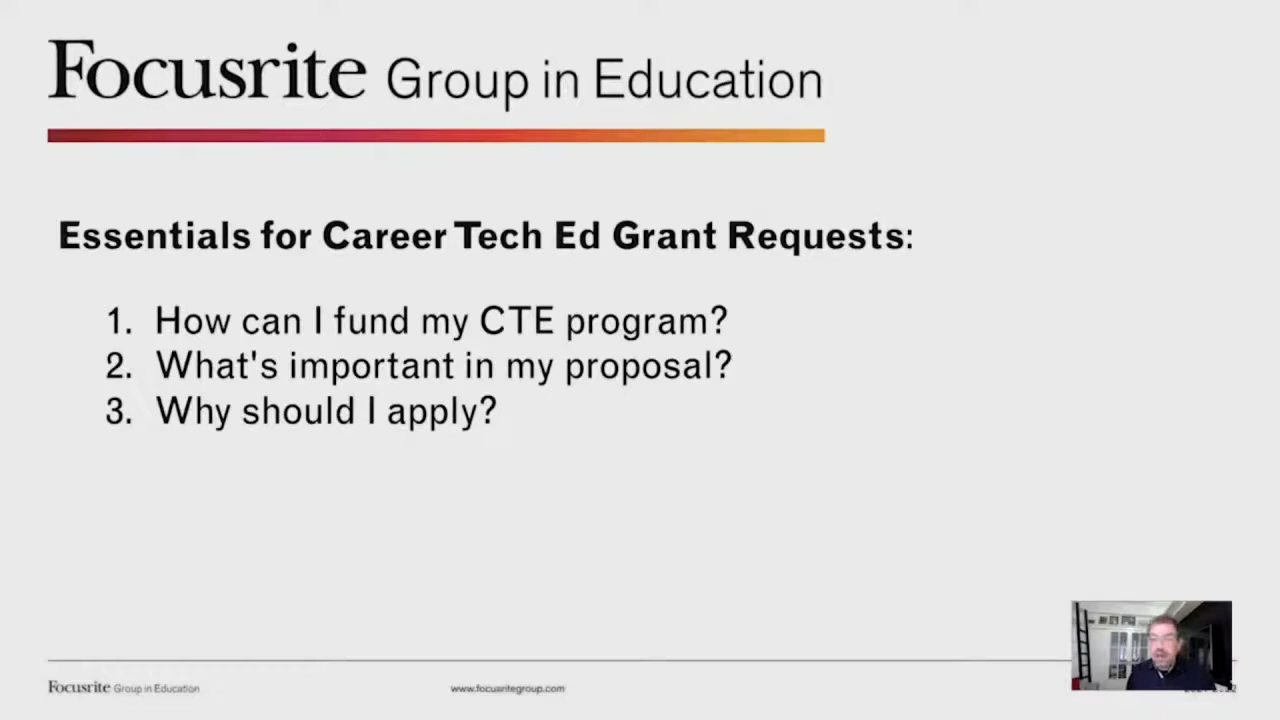 Focusrite Group in Education
Essentials for Career Tech Ed Grant Requests:
1. How can I fund my CTE program?
2. What's important in my proposal?
3. Why should I apply?
Focusrite Group in Education
www.focusritegroup.com